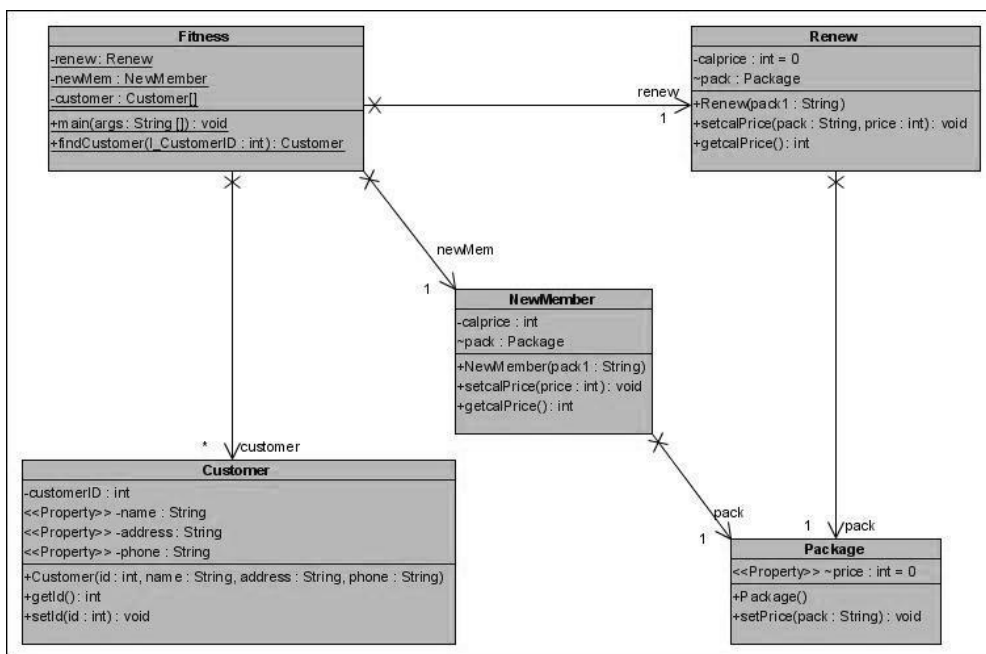 Fitness
-renew: Renew
-newMem : NewMember
-customer : Customer[]
+main(args : String []) : void
+findCustomer(I_CustomerID : int) : Customer
Renew
-calprice : int = 0
~pack : Package
+Renew(pack1 : String)
+setcalPrice(pack : String, price : int) : void
+getcalPrice() : int
renew
1
newMem
1
NewMember
-calprice : int
~pack : Package
+NewMember(pack1 : String)
+setcalPrice(price : int) : void
+getcalPrice() : int
* customer
Customer
-customerID : int
<<Property>> -name : String
<<Property>> -address : String
<<Property>> -phone : String
+Customer(id : int, name : String, address : String, phone : String)
+getId() : int
+setId(id : int) : void
pack
1
1 pack
Package
<<Property>> ~price : int = 0
+Package()
+setPrice(pack : String) : void